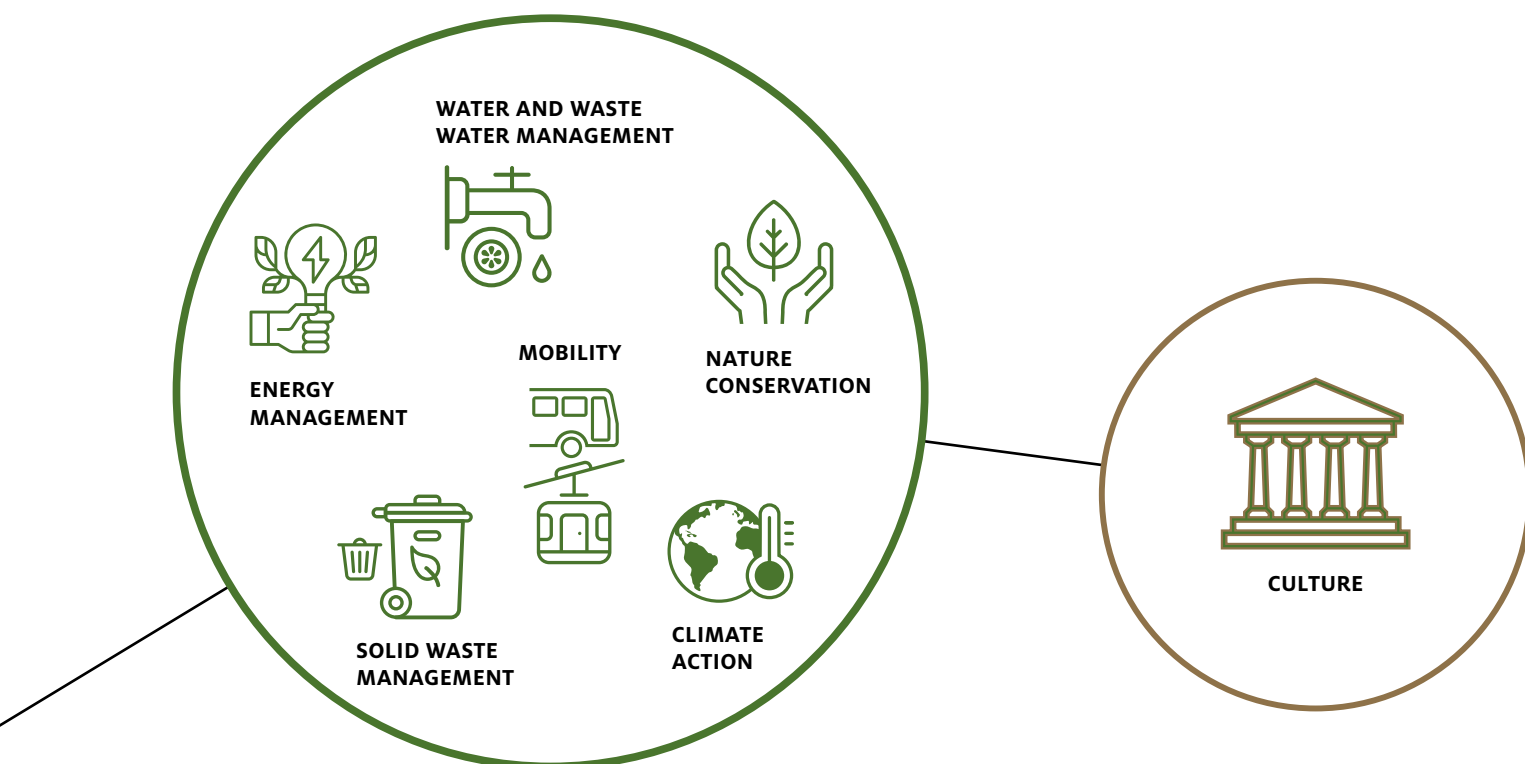 WATER AND WASTE
WATER MANAGEMENT
ENERGY
MANAGEMENT
MOBILITY
NATURE
CONSERVATION
SOLID WASTE
MANAGEMENT
CLIMATE
ACTION
CULTURE